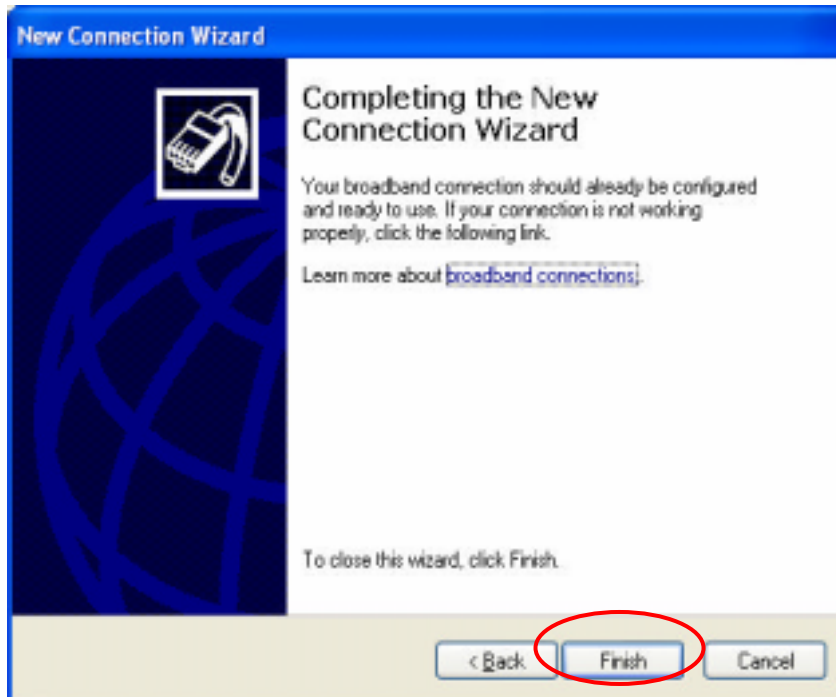 New Connection Wizard
Completing the New
Connection Wizard
Your broadband connection should already be configured
and ready to use. If your connection is not working
properly, click the following link.
Learn more about broadband connections.
To close this wizard, click Finish.
< Back
Finish
Cancel